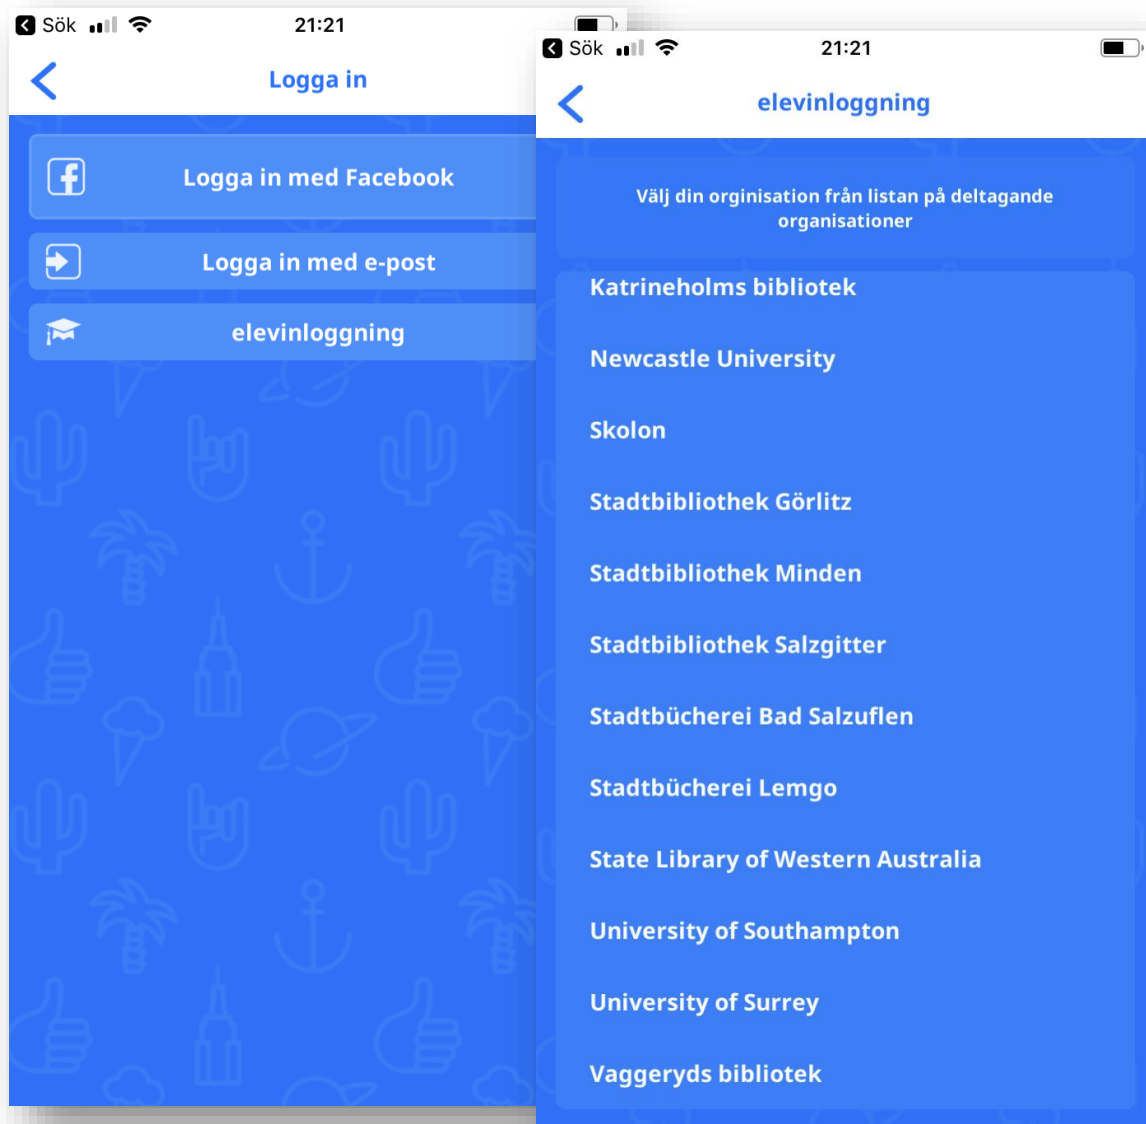 Sök
21:21
Logga in
Logga in med Facebook
Logga in med e-post
elevinloggning
Sök
21:21
elevinloggning
Välj din orginisation från listan på deltagande
organisationer
Katrineholms bibliotek
Newcastle University
Skolon
Stadtbibliothek Görlitz
Stadtbibliothek Minden
Stadtbibliothek Salzgitter
Stadtbücherei Bad Salzuflen
Stadtbücherei Lemgo
State Library of Western Australia
University of Southampton
University of Surrey
Vaggeryds bibliotek